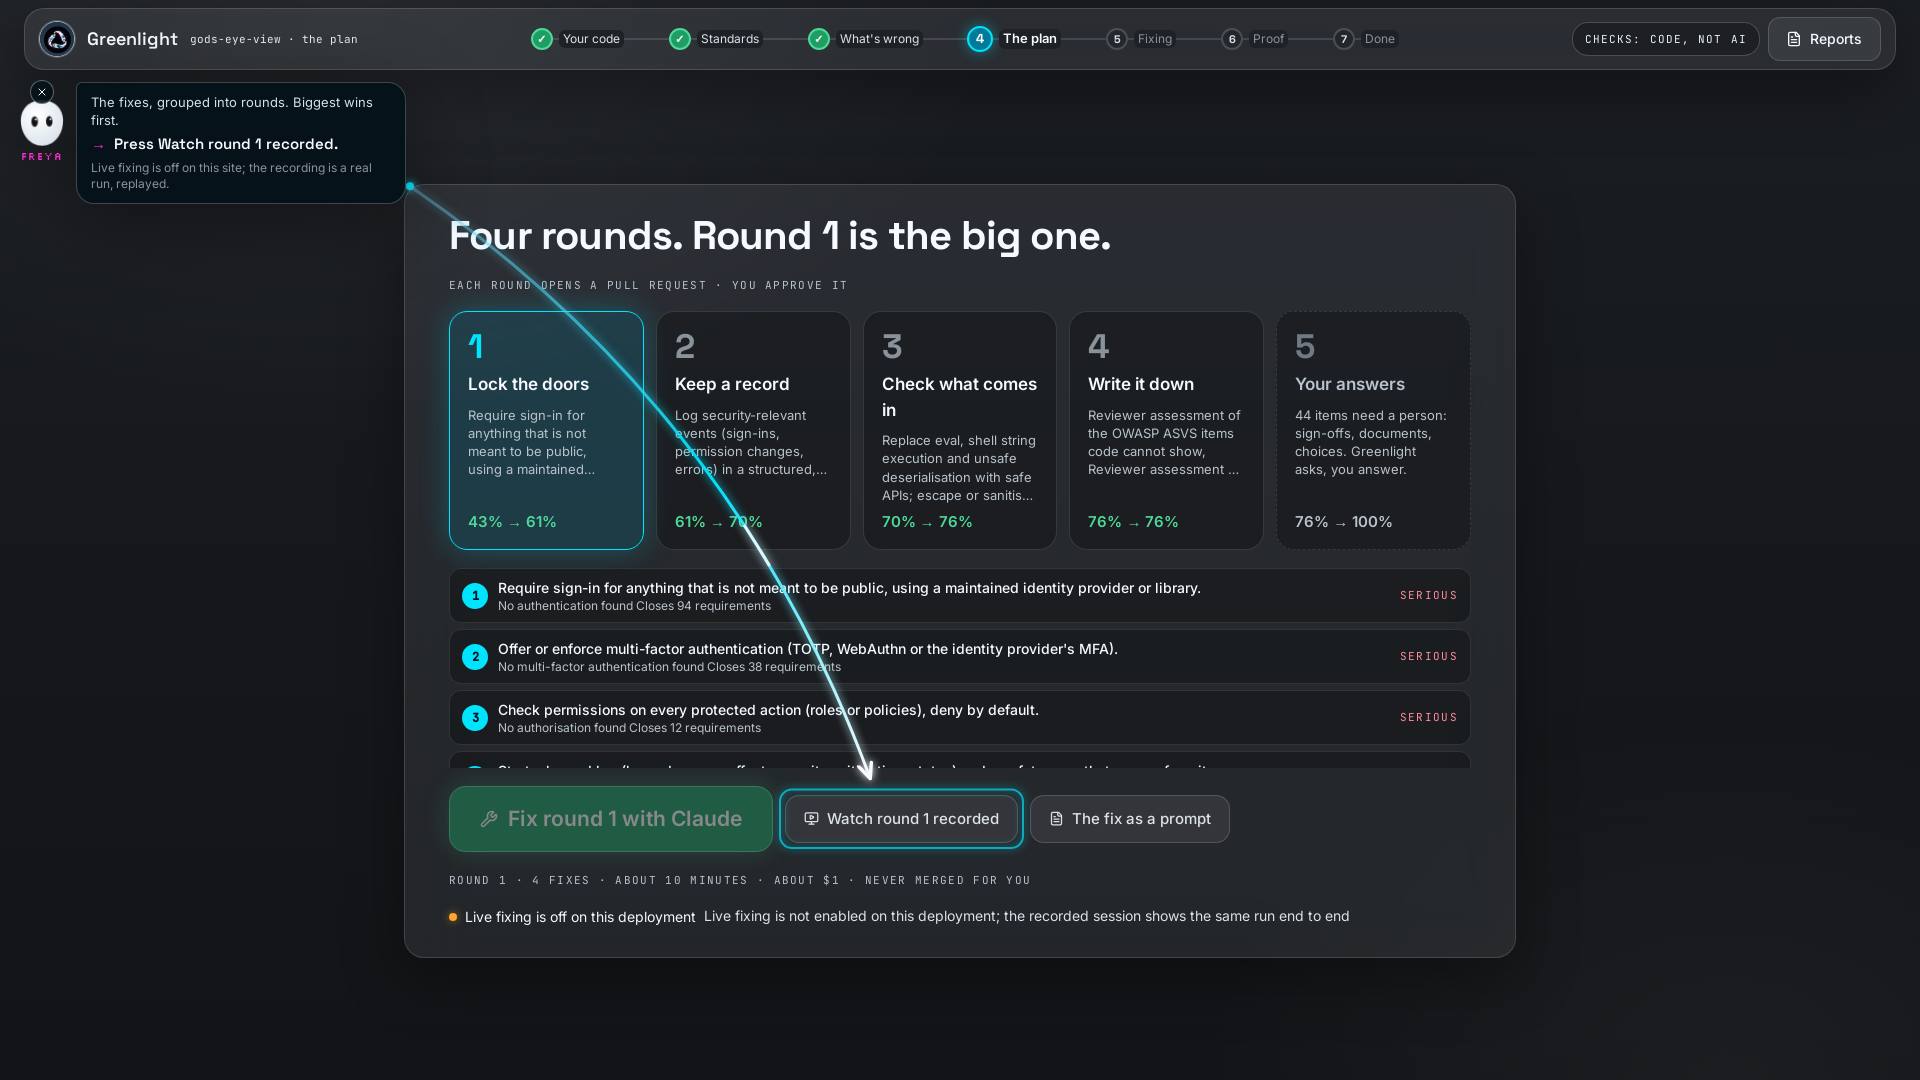 Greenlight
gods-eye-view · the plan
✓ Your code
✓ Standards
✓ What's wrong
4 The plan
5 Fixing
6 Proof
7 Done
CHECKS: CODE, NOT AI
Reports
The fixes, grouped into rounds. Biggest wins
first.
→ Press Watch round 1 recorded.
Live fixing is off on this site; the recording is a real
run, replayed.
FREYA
Four rounds. Round 1 is the big one.
EACH ROUND OPENS A PULL REQUEST · YOU APPROVE IT
1
Lock the doors
Require sign-in for
anything that is not
meant to be public,
using a maintained...
43% → 61%
2
Keep a record
Log security-relevant
events (sign-ins,
permission changes,
errors) in a structured,...
61% → 70%
3
Check what comes
in
Replace eval, shell string
execution and unsafe
deserialisation with safe
APIs; escape or sanitis...
70% → 76%
4
Write it down
Reviewer assessment of
the OWASP ASVS items
code cannot show,
Reviewer assessment ...
76% → 76%
5
Your answers
44 items need a person:
sign-offs, documents,
choices. Greenlight
asks, you answer.
76% → 100%
1 Require sign-in for anything that is not meant to be public, using a maintained identity provider or library.
No authentication found Closes 94 requirements
SERIOUS
2 Offer or enforce multi-factor authentication (TOTP, WebAuthn or the identity provider's MFA).
No multi-factor authentication found Closes 38 requirements
SERIOUS
3 Check permissions on every protected action (roles or policies), deny by default.
No authorisation found Closes 12 requirements
SERIOUS
Fix round 1 with Claude
Watch round 1 recorded
The fix as a prompt
ROUND 1 · 4 FIXES · ABOUT 10 MINUTES · ABOUT $1 · NEVER MERGED FOR YOU
Live fixing is off on this deployment Live fixing is not enabled on this deployment; the recorded session shows the same run end to end